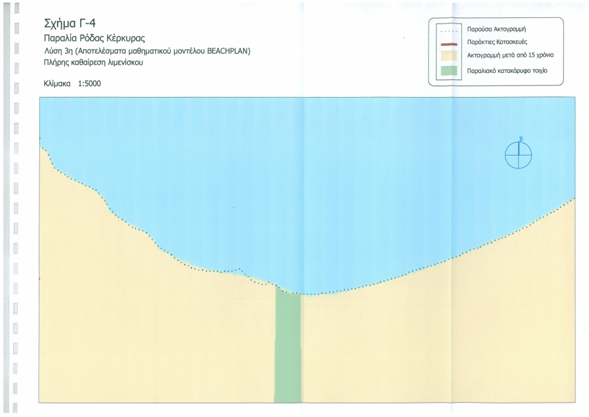 Σχήμα Γ-4
Παραλία Ρόδας Κέρκυρας
Λύση 3η (Αποτελέσματα μαθηματικού μοντέλου BEACHPLAN)
Πλήρης καθαίρεση λιμενίσκου
Κλίμακα 1:5000
Παρούσα Ακτογραμμή
Παράκτιες Κατασκευές
Ακτογραμμή μετά από 15 χρόνια
Παραλιακό κατακόρυφο τοιχίο